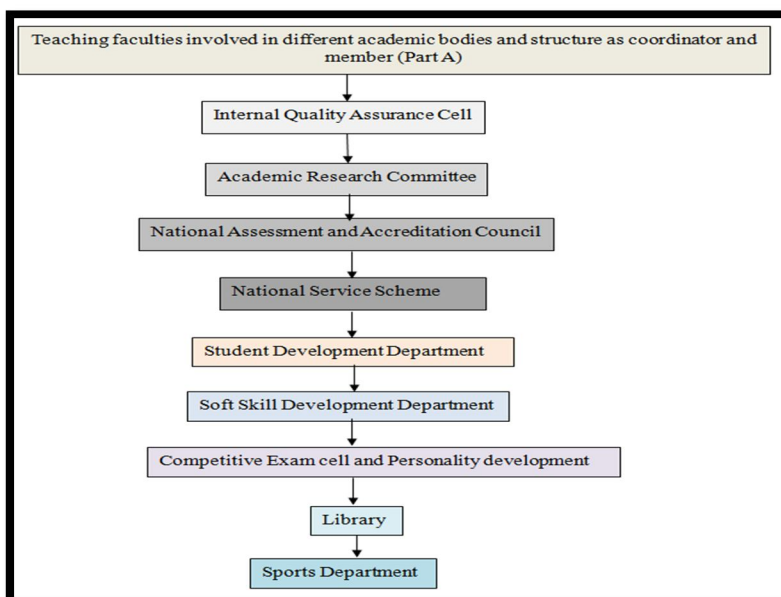 Teaching faculties involved in different academic bodies and structure as coordinator and
member (Part A)
Internal Quality Assurance Cell
Academic Research Committee
National Assessment and Accreditation Council
National Service Scheme
Student Development Department
Soft Skill Development Department
Competitive Exam cell and Personality development
Library
Sports Department